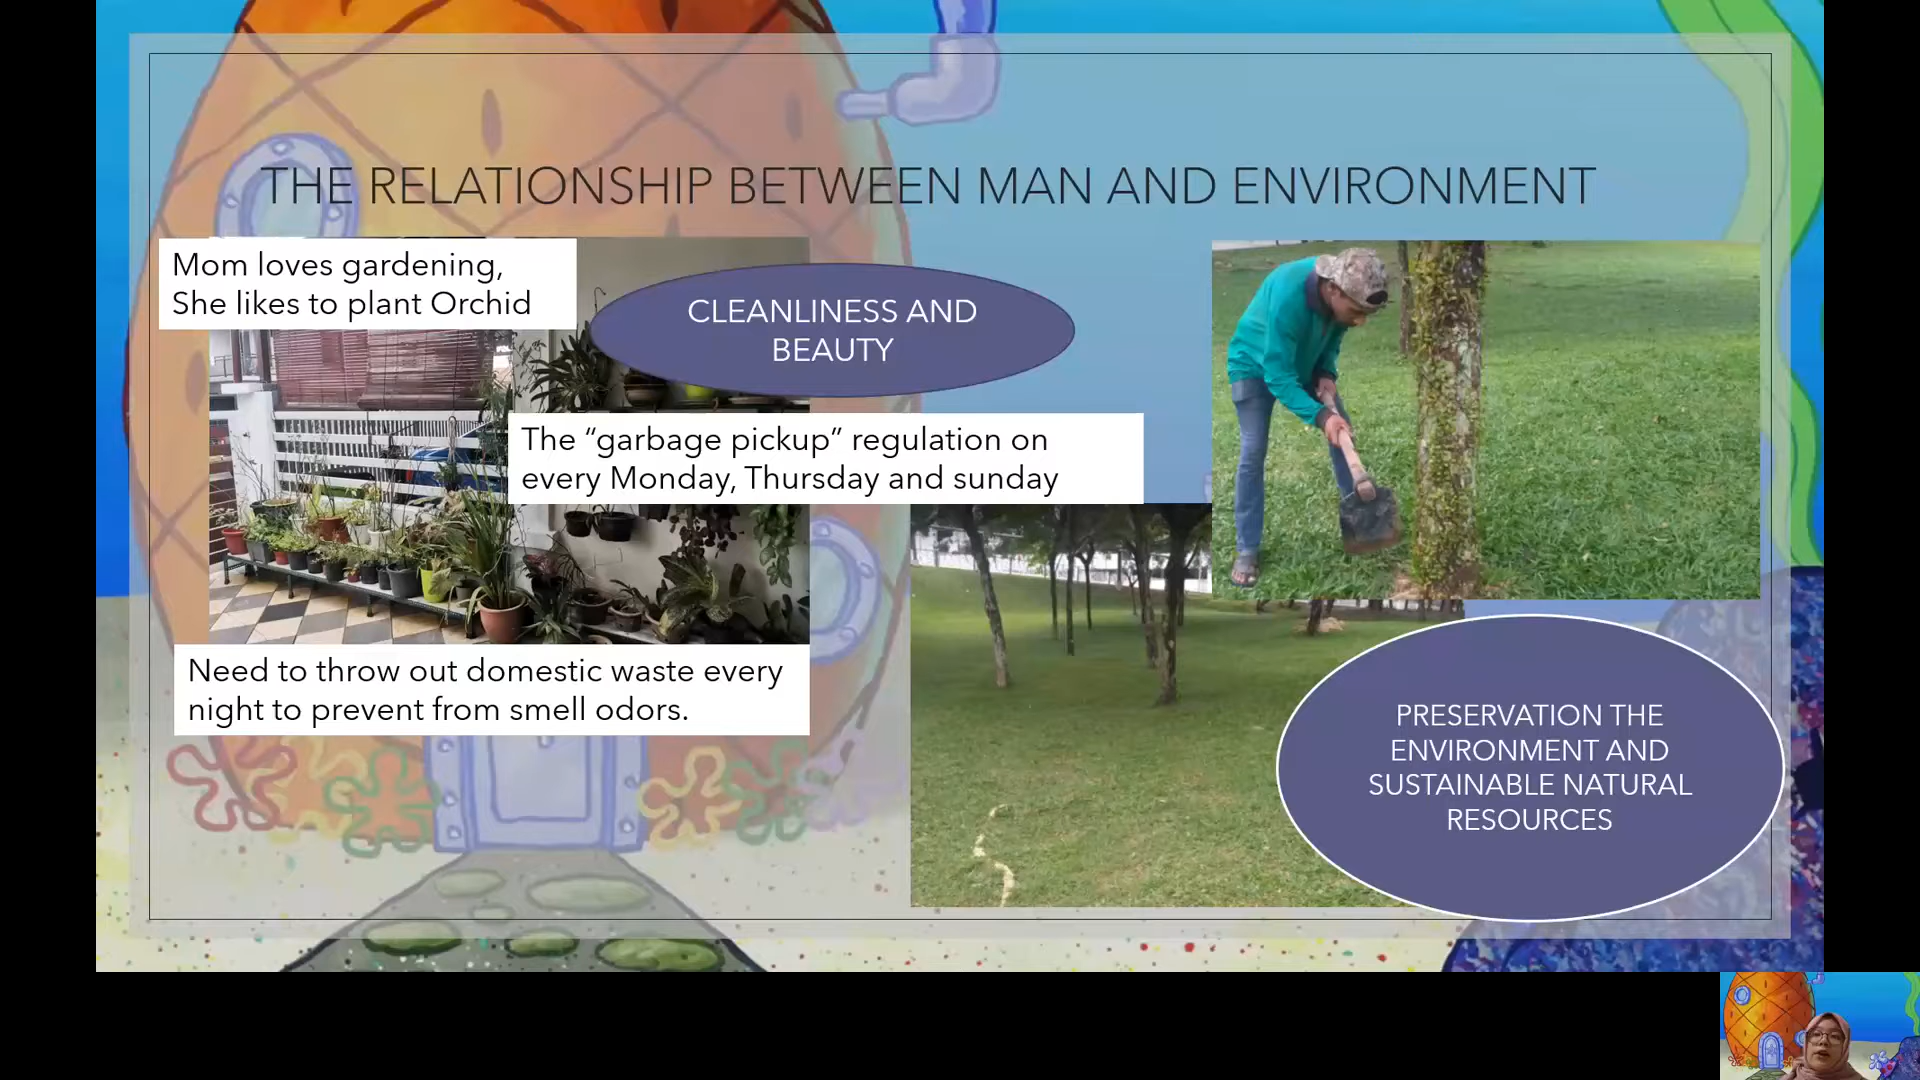 THE RELATIONSHIP BETWEEN MAN AND ENVIRONMENT
Mom loves gardening,
She likes to plant Orchid
CLEANLINESS AND
BEAUTY
The “garbage pickup” regulation on
every Monday, Thursday and sunday
Need to throw out domestic waste every
night to prevent from smell odors.
PRESERVATION THE
ENVIRONMENT AND
SUSTAINABLE NATURAL
RESOURCES